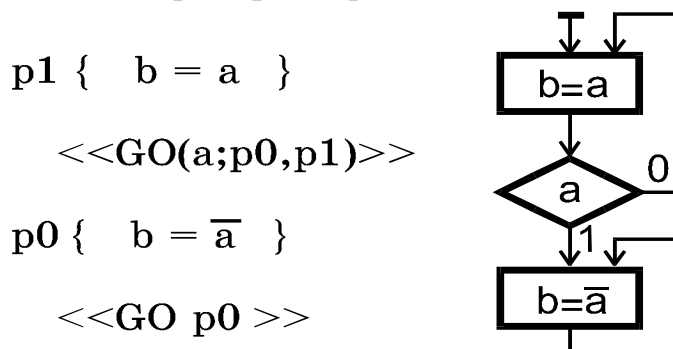 p1 { b = a }
<<GO(a;p0,p1)>>
p0 { b = a̅ }
<<GO p0 >>
b=a
a
0
1
b=a̅